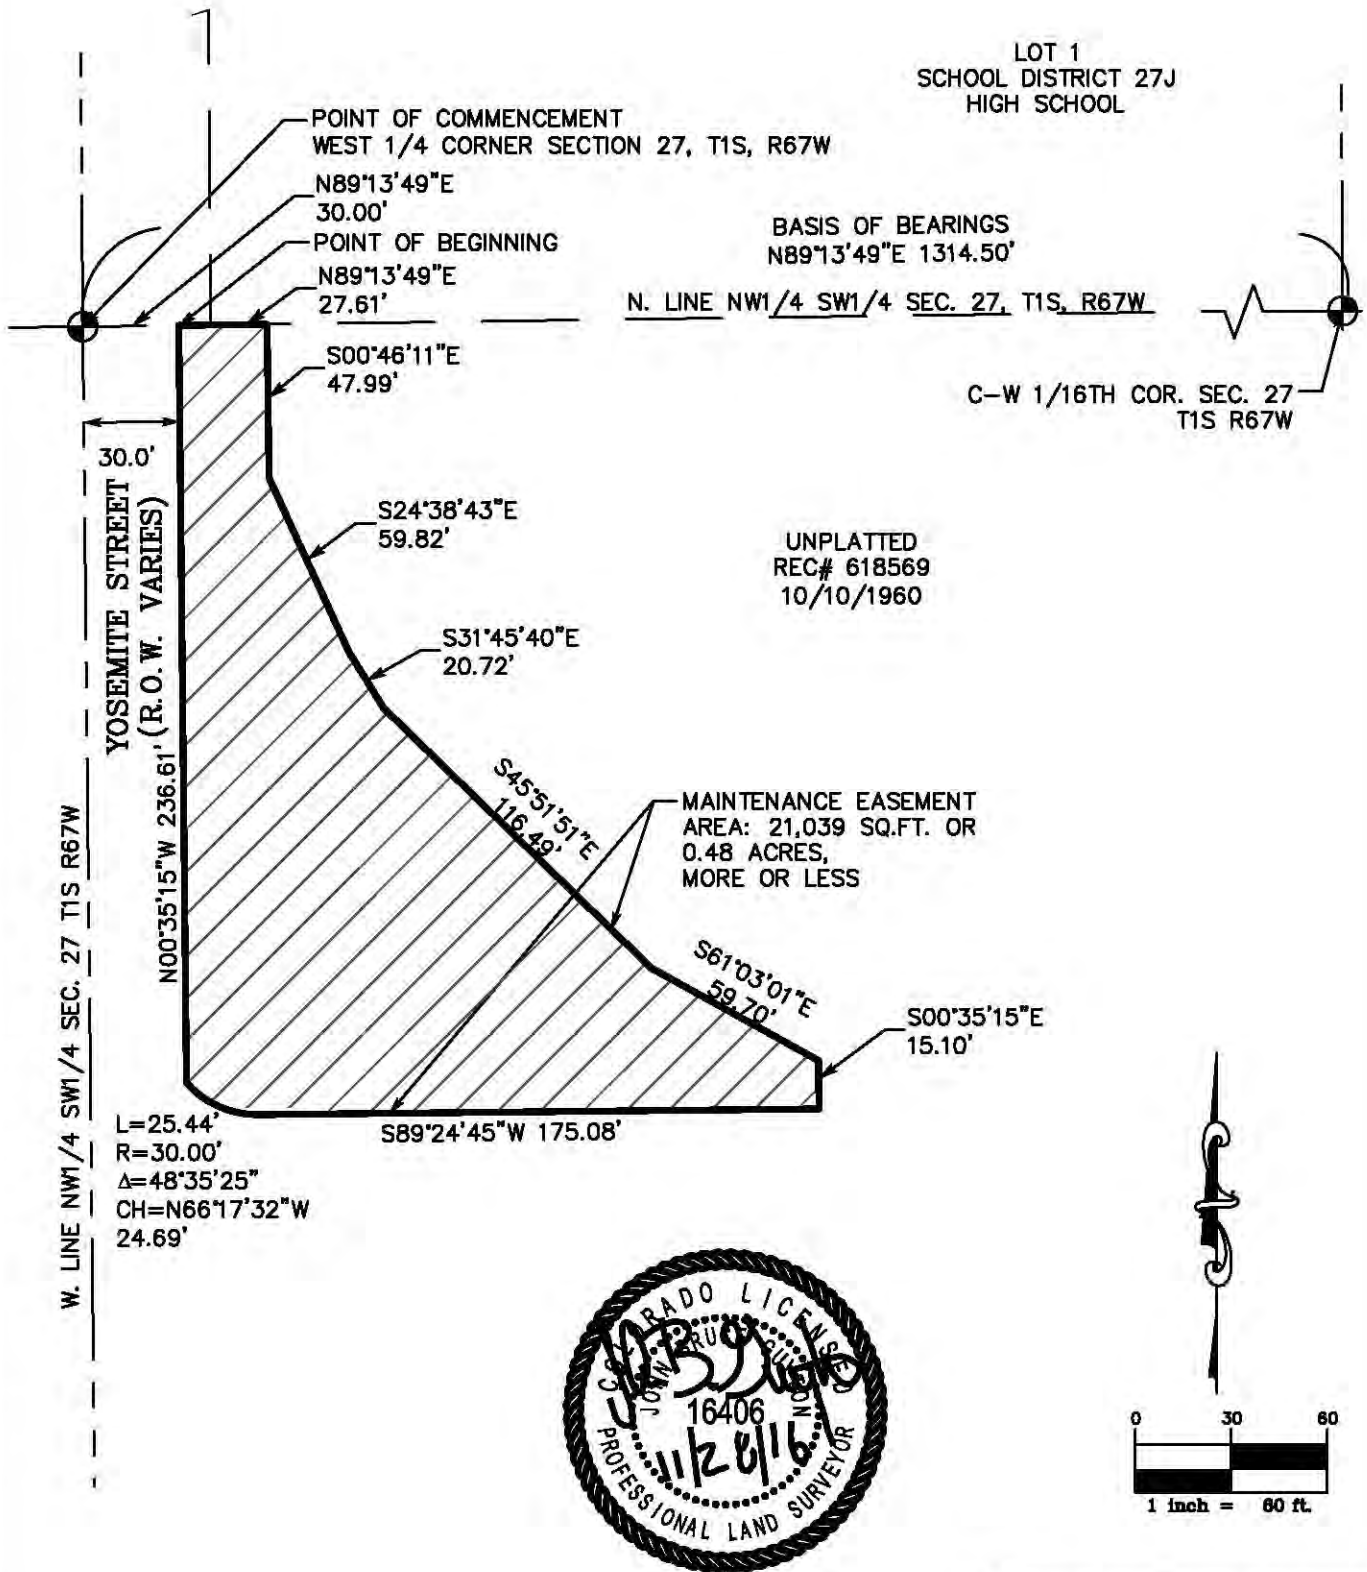 LOT 1
SCHOOL DISTRICT 27J
HIGH SCHOOL
POINT OF COMMENCEMENT
WEST 1/4 CORNER SECTION 27, T1S, R67W
N89°13'49"E
30.00'
POINT OF BEGINNING
N89°13'49"E
27.61'
BASIS OF BEARINGS
N89°13'49"E 1314.50'
N. LINE NW1/4 SW1/4 SEC. 27, T1S, R67W
S00°46'11"E
47.99'
C-W 1/16TH COR. SEC. 27
T1S R67W
30.0'
YOSEMITE STREET
(R.O.W. VARIES)
S24°38'43"E
59.82'
UNPLATTED
REC# 618569
10/10/1960
S31°45'40"E
20.72'
N00°35'15"W 236.61'
S45°51'51"E
116.49'
MAINTENANCE EASEMENT
AREA: 21,039 SQ.FT. OR
0.48 ACRES,
MORE OR LESS
W. LINE NW1/4 SW1/4 SEC. 27 T1S R67W
S61°03'01"E
59.70'
S00°35'15"E
15.10'
S89°24'45"W 175.08'
L=25.44'
R=30.00'
Δ=48°35'25"
CH=N66°17'32"W
24.69'
COLORADO LICENSED
JOHN BRUCE GUYTON
16406
11/28/16
PROFESSIONAL LAND SURVEYOR
0 30 60
1 inch = 60 ft.